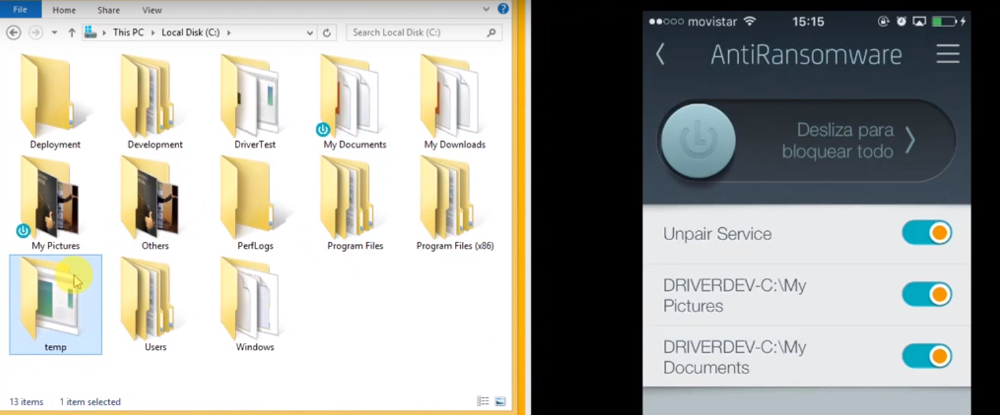 File Home Share View
This PC Local Disk (C:)
Search Local Disk (C:)
Deployment Development DriverTest My Documents My Downloads
My Pictures Others PerfLogs Program Files Program Files (x86)
temp Users Windows
13 items 1 item selected
movistar 15:15
AntiRansomware
Desliza para
bloquear todo
Unpair Service
DRIVERDEV-C:\My
Pictures
DRIVERDEV-C:\My
Documents